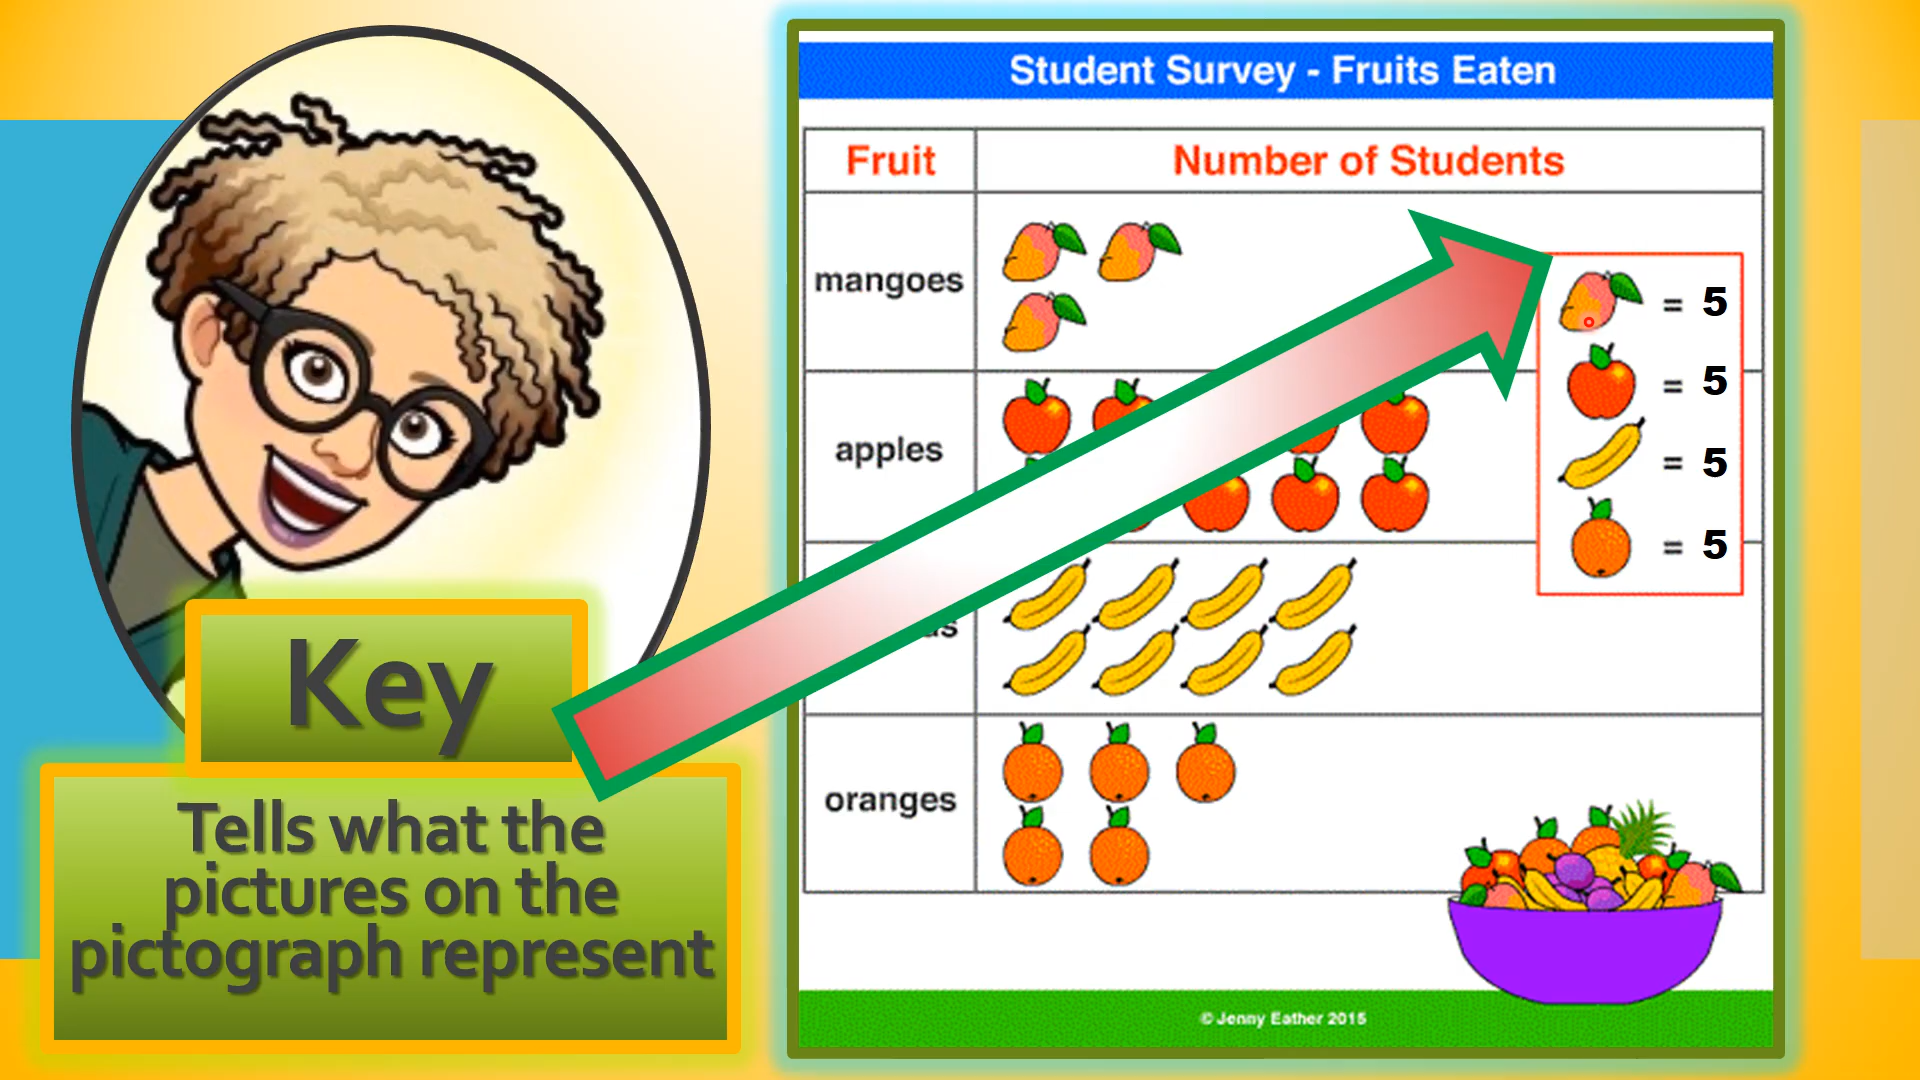 Student Survey - Fruits Eaten
Fruit
Number of Students
mangoes
= 5
apples
= 5
= 5
= 5
oranges
Key
Tells what the
pictures on the
pictograph represent
© Jenny Eather 2015